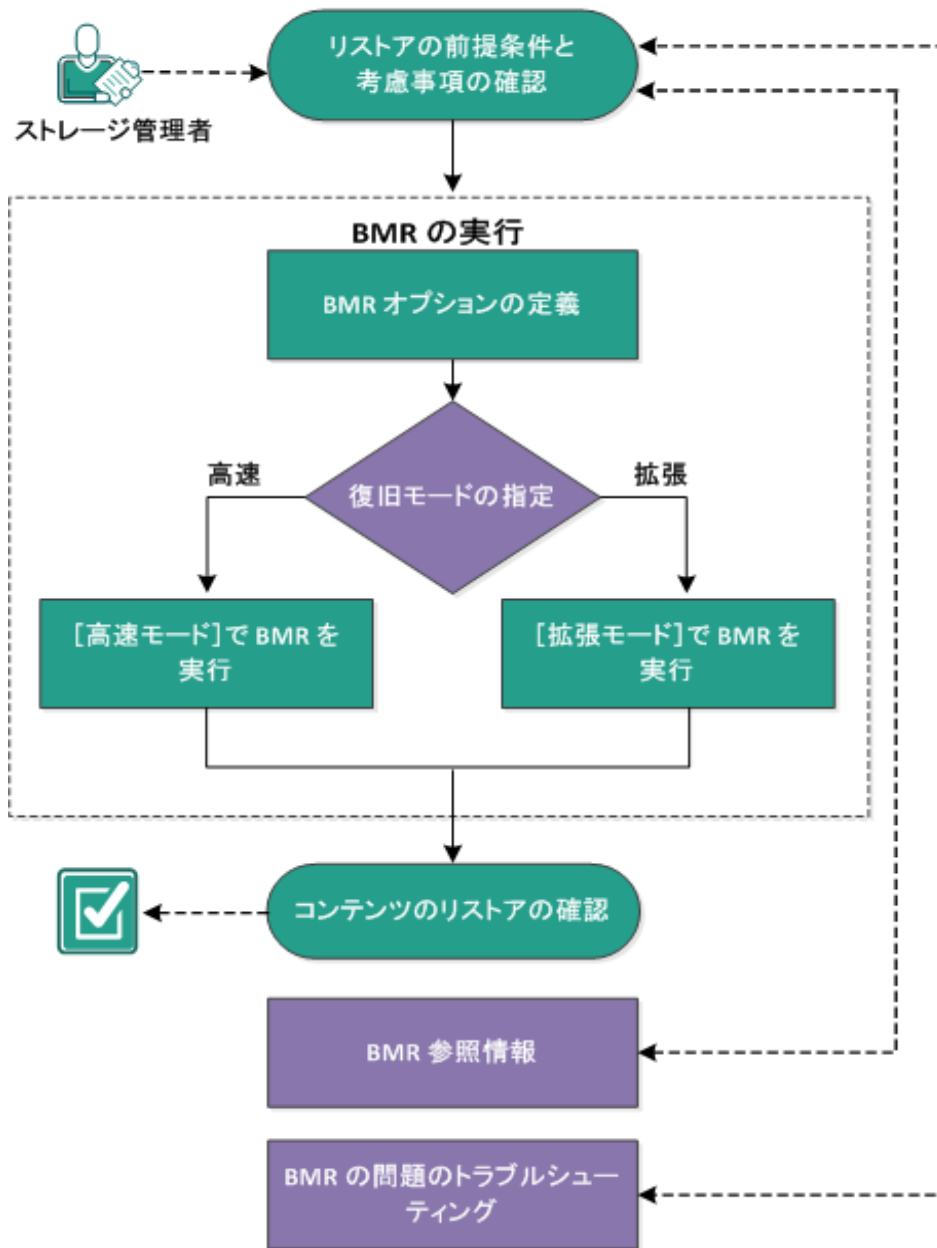 リストアの前提条件と
考慮事項の確認
ストレージ管理者
BMR の実行
BMR オプションの定義
高速
拡張
復旧モードの指定
[高速モード]で BMR を
実行
[拡張モード]で BMR を
実行
コンテンツのリストアの確認
BMR 参照情報
BMR の問題のトラブルシュー
ティング